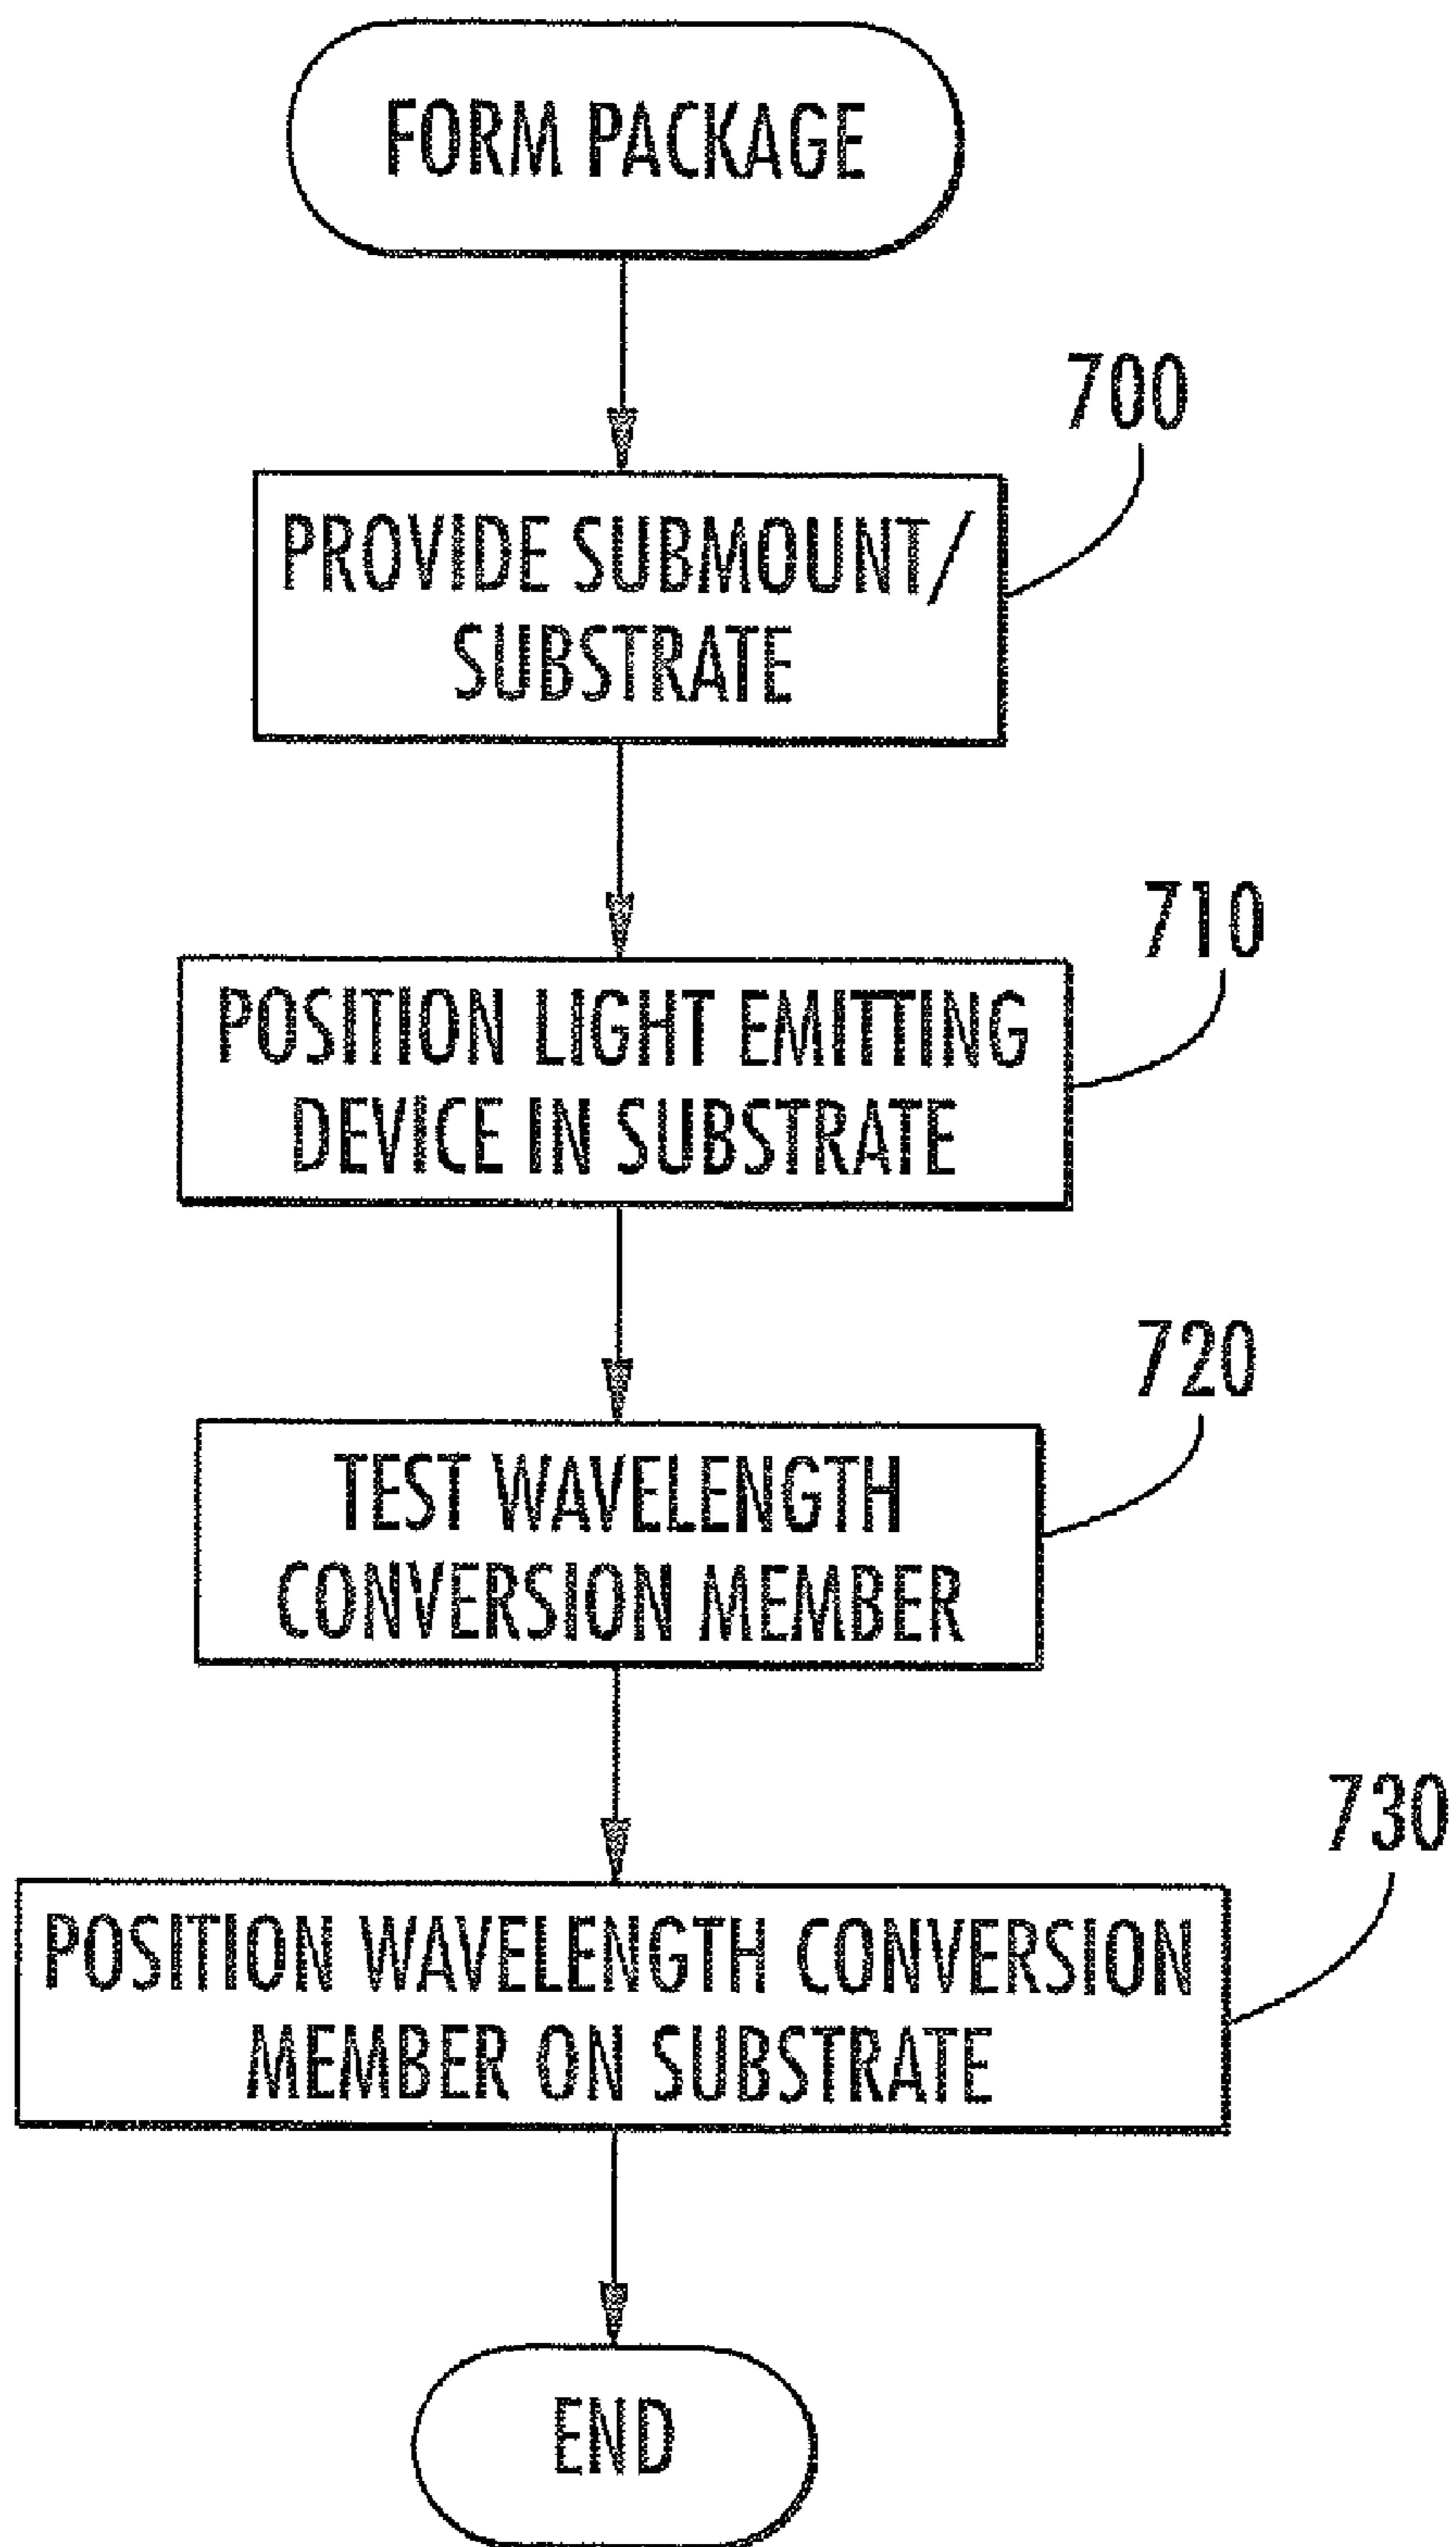 FORM PACKAGE
700
PROVIDE SUBMOUNT/
SUBSTRATE
710
POSITION LIGHT EMITTING
DEVICE IN SUBSTRATE
720
TEST WAVELENGTH
CONVERSION MEMBER
730
POSITION WAVELENGTH CONVERSION
MEMBER ON SUBSTRATE
END